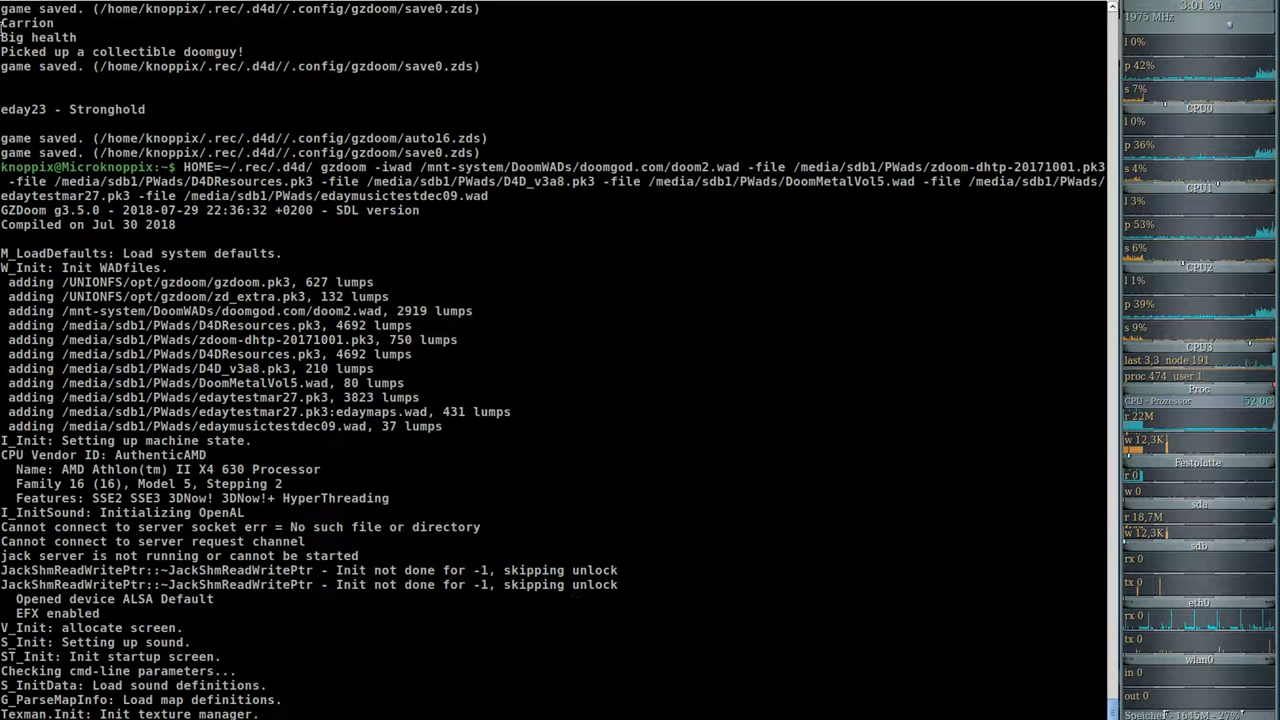 game saved. (/home/knoppix/.rec/.d4d//.config/gzdoom/save0.zds)
Carrion
Big health
Picked up a collectible doomguy!
game saved. (/home/knoppix/.rec/.d4d//.config/gzdoom/save0.zds)
eday23 - Stronghold
game saved. (/home/knoppix/.rec/.d4d//.config/gzdoom/auto16.zds)
game saved. (/home/knoppix/.rec/.d4d//.config/gzdoom/save0.zds)
knoppix@Microknoppix:~$ HOME=~/.rec/.d4d/ gzdoom -iwad /mnt-system/DoomWADs/doomgod.com/doom2.wad -file /media/sdb1/PWads/zdoom-dhtp-20171001.pk3
-file /media/sdb1/PWads/D4DResources.pk3 -file /media/sdb1/PWads/D4D_v3a8.pk3 -file /media/sdb1/PWads/DoomMetalVol5.wad -file /media/sdb1/PWads/
edaytestmar27.pk3 -file /media/sdb1/PWads/edaymusictestdec09.wad
GZDoom g3.5.0 - 2018-07-29 22:36:32 +0200 - SDL version
Compiled on Jul 30 2018
M_LoadDefaults: Load system defaults.
W_Init: Init WADfiles.
adding /UNIONFS/opt/gzdoom/gzdoom.pk3, 627 lumps
adding /UNIONFS/opt/gzdoom/zd_extra.pk3, 132 lumps
adding /mnt-system/DoomWADs/doomgod.com/doom2.wad, 2919 lumps
adding /media/sdb1/PWads/D4DResources.pk3, 4692 lumps
adding /media/sdb1/PWads/zdoom-dhtp-20171001.pk3, 750 lumps
adding /media/sdb1/PWads/D4DResources.pk3, 4692 lumps
adding /media/sdb1/PWads/D4D_v3a8.pk3, 210 lumps
adding /media/sdb1/PWads/DoomMetalVol5.wad, 80 lumps
adding /media/sdb1/PWads/edaytestmar27.pk3, 3823 lumps
adding /media/sdb1/PWads/edaytestmar27.pk3:edaymaps.wad, 431 lumps
adding /media/sdb1/PWads/edaymusictestdec09.wad, 37 lumps
I_Init: Setting up machine state.
CPU Vendor ID: AuthenticAMD
Name: AMD Athlon(tm) II X4 630 Processor
Family 16 (16), Model 5, Stepping 2
Features: SSE2 SSE3 3DNow! 3DNow!+ HyperThreading
I_InitSound: Initializing OpenAL
Cannot connect to server socket err = No such file or directory
Cannot connect to server request channel
jack server is not running or cannot be started
JackShmReadWritePtr::~JackShmReadWritePtr - Init not done for -1, skipping unlock
JackShmReadWritePtr::~JackShmReadWritePtr - Init not done for -1, skipping unlock
Opened device ALSA Default
EFX enabled
V_Init: allocate screen.
S_Init: Setting up sound.
ST_Init: Init startup screen.
Checking cmd-line parameters...
S_InitData: Load sound definitions.
G_ParseMapInfo: Load map definitions.
Texman.Init: Init texture manager.
3:01 39
1975 MHz
l 0%
p 42%
s 7%
CPU0
l 0%
p 36%
s 4%
CPU1
l 3%
p 53%
s 6%
CPU2
l 1%
p 39%
s 9%
CPU3
last 3,3 node 191
proc 474 user 1
Proc
CPU - Prozessor 52,0C
r 22M
w 12,3K
Festplatte
r 0
w 0
sda
r 18,7M
w 12,3K
sdb
rx 0
tx 0
eth0
rx 0
tx 0
wlan0
in 0
out 0
Speicher - 1645M - 27%